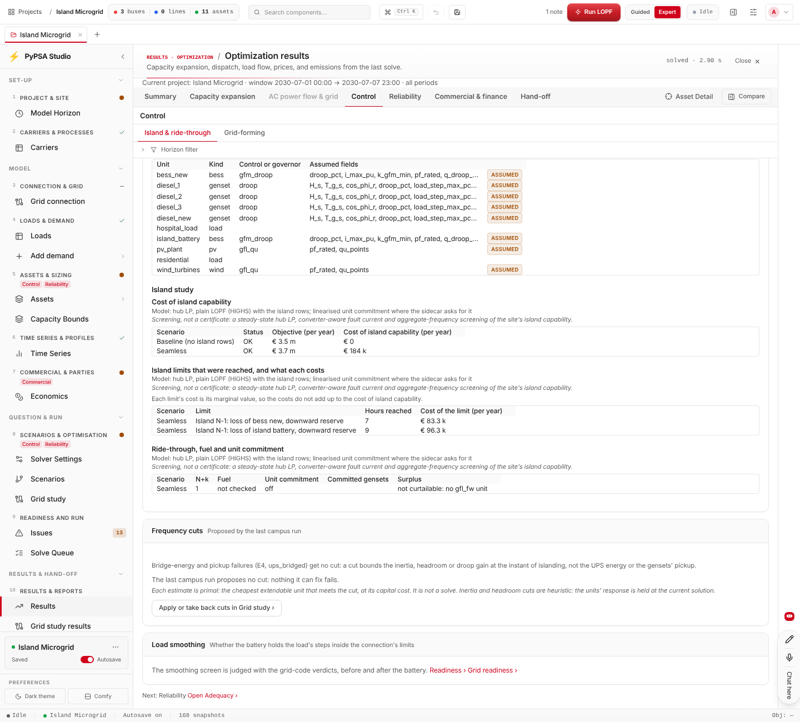 Projects / Island Microgrid 3 buses 0 lines 11 assets Search components... Ctrl K 1 note Run LOPF Guided Expert Idle A
Island Microgrid
PyPSA Studio
SET-UP
1 PROJECT & SITE
Model Horizon
2 CARRIERS & PROCESSES
Carriers
MODEL
3 CONNECTION & GRID
Grid connection
4 LOADS & DEMAND
Loads
Add demand
5 ASSETS & SIZING
Control Reliability
Assets
Capacity Bounds
6 TIME SERIES & PROFILES
Time Series
7 COMMERCIAL & PARTIES
Commercial
Economics
QUESTION & RUN
8 SCENARIOS & OPTIMISATION
Control Reliability
Solver Settings
Scenarios
Grid study
9 READINESS AND RUN
Issues 13
Solve Queue
RESULTS & HAND-OFF
10 RESULTS & REPORTS
Results
Grid study results
Island Microgrid
Saved Autosave
PREFERENCES
Dark theme Comfy
RESULTS · OPTIMIZATION / Optimization results
Capacity expansion, dispatch, load flow, prices, and emissions from the last solve.
solved · 2.90 s Close
Current project: Island Microgrid · window 2030-07-01 00:00 → 2030-07-07 23:00 · all periods
Summary Capacity expansion AC power flow & grid Control Reliability Commercial & finance Hand-off Asset Detail Compare
Control
Island & ride-through Grid-forming
Horizon filter
Unit Kind Control or governor Assumed fields
bess_new bess gfm_droop droop_pct, i_max_pu, k_gfm_min, pf_rated, q_droop_... ASSUMED
diesel_1 genset droop H_s, T_g_s, cos_phi_r, droop_pct, load_step_max_pc... ASSUMED
diesel_2 genset droop H_s, T_g_s, cos_phi_r, droop_pct, load_step_max_pc... ASSUMED
diesel_3 genset droop H_s, T_g_s, cos_phi_r, droop_pct, load_step_max_pc... ASSUMED
diesel_new genset droop H_s, T_g_s, cos_phi_r, droop_pct, load_step_max_pc... ASSUMED
hospital_load load
island_battery bess gfm_droop droop_pct, i_max_pu, k_gfm_min, pf_rated, q_droop_... ASSUMED
pv_plant pv gfl_qu pf_rated, qu_points ASSUMED
residential load
wind_turbines wind gfl_qu pf_rated, qu_points ASSUMED
Island study
Cost of island capability
Model: hub LP, plain LOPF (HIGHS) with the island rows; linearised unit commitment where the sidecar asks for it
Screening, not a certificate: a steady-state hub LP, converter-aware fault current and aggregate-frequency screening of the site's island capability.
Scenario Status Objective (per year) Cost of island capability (per year)
Baseline (no island rows) OK € 3.5 m € 0
Seamless OK € 3.7 m € 184 k
Island limits that were reached, and what each costs
Model: hub LP, plain LOPF (HIGHS) with the island rows; linearised unit commitment where the sidecar asks for it
Screening, not a certificate: a steady-state hub LP, converter-aware fault current and aggregate-frequency screening of the site's island capability.
Each limit's cost is its marginal value, so the costs do not add up to the cost of island capability.
Scenario Limit Hours reached Cost of the limit (per year)
Seamless Island N-1: loss of bess new, downward reserve 7 € 83.3 k
Seamless Island N-1: loss of island battery, downward reserve 9 € 96.3 k
Ride-through, fuel and unit commitment
Model: hub LP, plain LOPF (HIGHS) with the island rows; linearised unit commitment where the sidecar asks for it
Screening, not a certificate: a steady-state hub LP, converter-aware fault current and aggregate-frequency screening of the site's island capability.
Scenario N+k Fuel Unit commitment Committed gensets Surplus
Seamless 1 not checked off not curtailable: no gfl_fw unit
Frequency cuts Proposed by the last campus run
Bridge-energy and pickup failures (E4, ups_bridged) get no cut: a cut bounds the inertia, headroom or droop gain at the instant of islanding, not the UPS energy or the gensets' pickup.
The last campus run proposes no cut: nothing it can fix fails.
Each estimate is prima facie: the cheapest extendable unit that meets the cut, at its capital cost. It is not a solve. Inertia and headroom cuts are heuristic: the units' response is held at the current solution.
Apply or take back cuts in Grid study ›
Load smoothing Whether the battery holds the load's steps inside the connection's limits
The smoothing screen is judged with the grid-code verdicts, before and after the battery. Readiness › Grid readiness ›
Next: Reliability Open Adequacy ›
Chat here
Idle Island Microgrid Autosave on 168 snapshots Obj: —